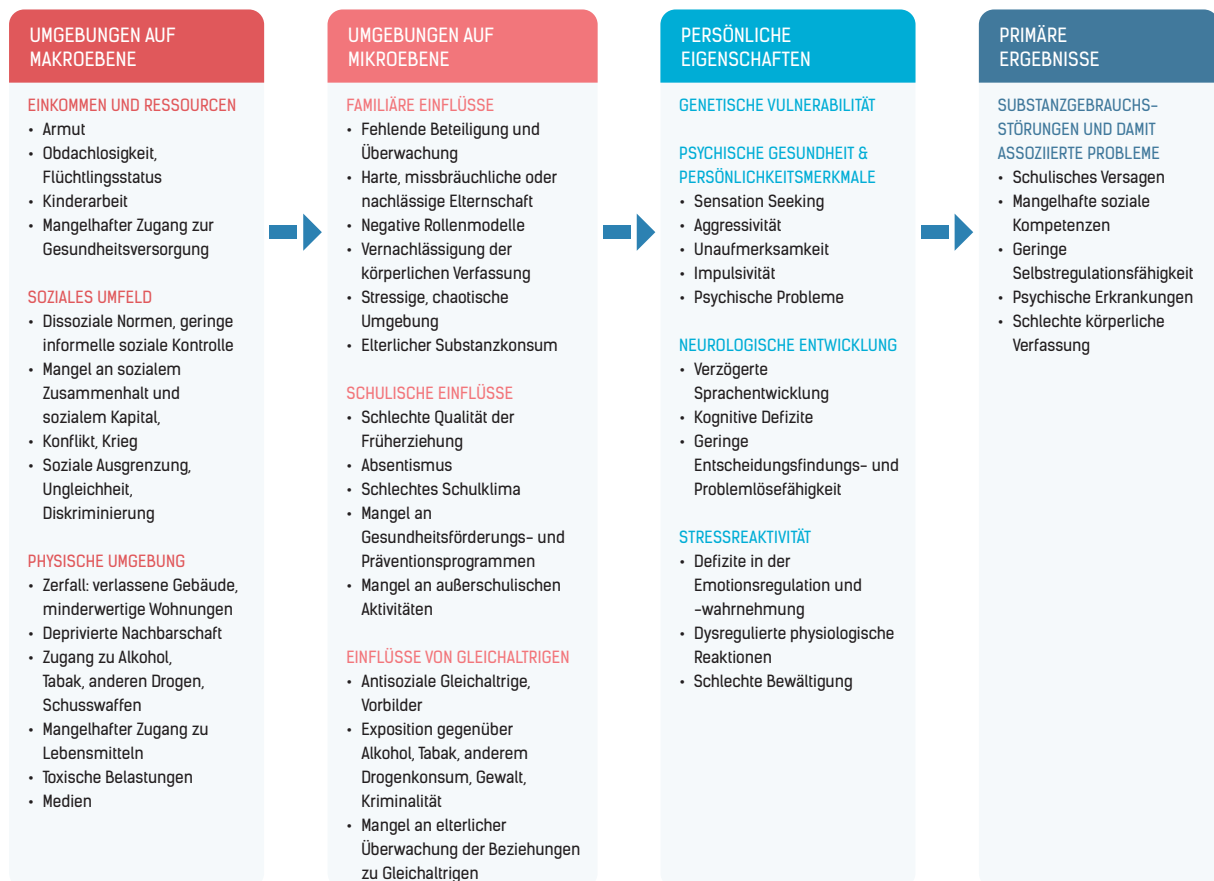 UMGEBUNGEN AUF
MAKROEBENE
EINKOMMEN UND RESSOURCEN
• Armut
• Obdachlosigkeit,
Flüchtlingsstatus
• Kinderarbeit
• Mangelhafter Zugang zur
Gesundheitsversorgung
SOZIALES UMFELD
• Dissoziale Normen, geringe
informelle soziale Kontrolle
• Mangel an sozialem
Zusammenhalt und
sozialem Kapital,
• Konflikt, Krieg
• Soziale Ausgrenzung,
Ungleichheit,
Diskriminierung
PHYSISCHE UMGEBUNG
• Zerfall: verlassene Gebäude,
minderwertige Wohnungen
• Deprivierte Nachbarschaft
• Zugang zu Alkohol,
Tabak, anderen Drogen,
Schusswaffen
• Mangelhafter Zugang zu
Lebensmitteln
• Toxische Belastungen
• Medien
UMGEBUNGEN AUF
MIKROEBENE
FAMILIÄRE EINFLÜSSE
• Fehlende Beteiligung und
Überwachung
• Harte, missbräuchliche oder
nachlässige Elternschaft
• Negative Rollenmodelle
• Vernachlässigung der
körperlichen Verfassung
• Stressige, chaotische
Umgebung
• Elterlicher Substanzkonsum
SCHULISCHE EINFLÜSSE
• Schlechte Qualität der
Früherziehung
• Absentismus
• Schlechtes Schulklima
• Mangel an
Gesundheitsförderungs- und
Präventionsprogrammen
• Mangel an außerschulischen
Aktivitäten
EINFLÜSSE VON GLEICHALTRIGEN
• Antisoziale Gleichaltrige,
Vorbilder
• Exposition gegenüber
Alkohol, Tabak, anderem
Drogenkonsum, Gewalt,
Kriminalität
• Mangel an elterlicher
Überwachung der Beziehungen
zu Gleichaltrigen
PERSÖNLICHE
EIGENSCHAFTEN
GENETISCHE VULNERABILITÄT
PSYCHISCHE GESUNDHEIT &
PERSÖNLICHKEITSMERKMALE
• Sensation Seeking
• Aggressivität
• Unaufmerksamkeit
• Impulsivität
• Psychische Probleme
NEUROLOGISCHE ENTWICKLUNG
• Verzögerte
Sprachentwicklung
• Kognitive Defizite
• Geringe
Entscheidungsfindungs- und
Problemlösefähigkeit
STRESSREAKTIVITÄT
• Defizite in der
Emotionsregulation und
-wahrnehmung
• Dysregulierte physiologische
Reaktionen
• Schlechte Bewältigung
PRIMÄRE
ERGEBNISSE
SUBSTANZGEBRAUCHS-
STÖRUNGEN UND DAMIT
ASSOZIIERTE PROBLEME
• Schulisches Versagen
• Mangelhafte soziale
Kompetenzen
• Geringe
Selbstregulationsfähigkeit
• Psychische Erkrankungen
• Schlechte körperliche
Verfassung